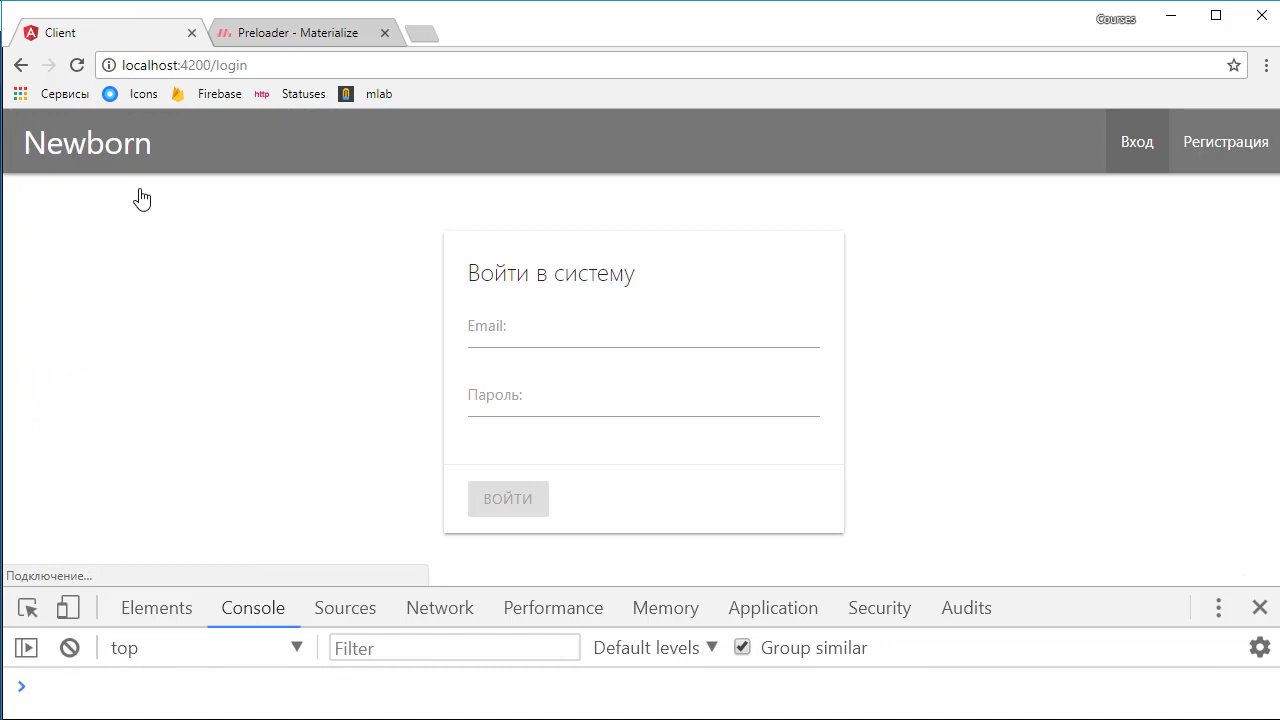 Courses
Client
Preloader - Materialize
localhost:4200/login
Сервисы Icons Firebase http Statuses mlab
Newborn Вход Регистрация
Войти в систему
Email:
Пароль:
ВОЙТИ
Подключение...
Elements Console Sources Network Performance Memory Application Security Audits
top Filter Default levels Group similar